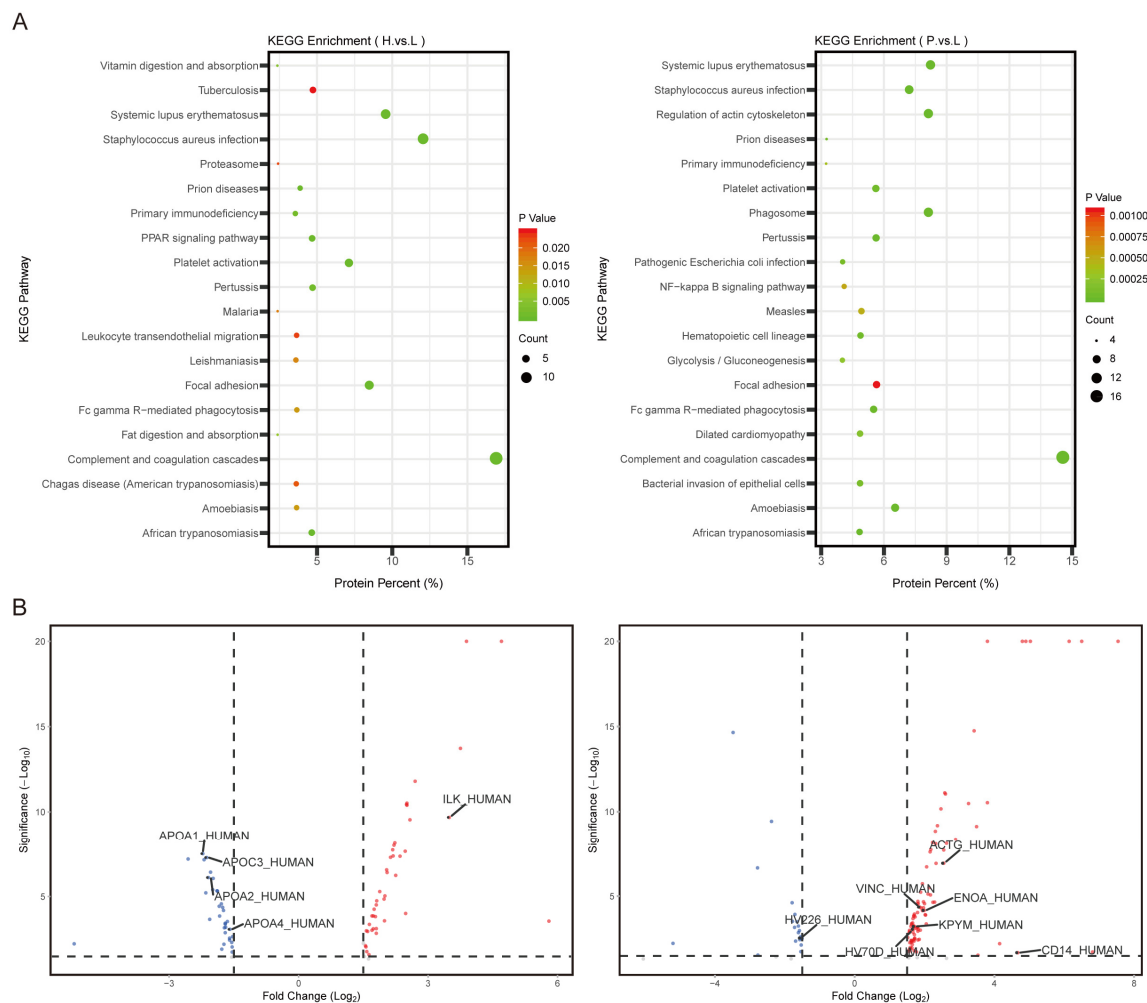 A
KEGG Enrichment ( H.vs.L )
Vitamin digestion and absorption
Tuberculosis
Systemic lupus erythematosus
Staphylococcus aureus infection
Proteasome
Prion diseases
Primary immunodeficiency
PPAR signaling pathway
Platelet activation
Pertussis
Malaria
Leukocyte transendothelial migration
Leishmaniasis
Focal adhesion
Fc gamma R−mediated phagocytosis
Fat digestion and absorption
Complement and coagulation cascades
Chagas disease (American trypanosomiasis)
Amoebiasis
African trypanosomiasis
KEGG Pathway
5 10 15
Protein Percent (%)
P Value
0.020
0.015
0.010
0.005
Count
5
10
KEGG Enrichment ( P.vs.L )
Systemic lupus erythematosus
Staphylococcus aureus infection
Regulation of actin cytoskeleton
Prion diseases
Primary immunodeficiency
Platelet activation
Phagosome
Pertussis
Pathogenic Escherichia coli infection
NF−kappa B signaling pathway
Measles
Hematopoietic cell lineage
Glycolysis / Gluconeogenesis
Focal adhesion
Fc gamma R−mediated phagocytosis
Dilated cardiomyopathy
Complement and coagulation cascades
Bacterial invasion of epithelial cells
Amoebiasis
African trypanosomiasis
KEGG Pathway
3 6 9 12 15
Protein Percent (%)
P Value
0.00100
0.00075
0.00050
0.00025
Count
4
8
12
16
B
Significance (−Log10)
20
15
10
5
APOA1_HUMAN
APOC3_HUMAN
APOA2_HUMAN
APOA4_HUMAN
ILK_HUMAN
−3 0 3 6
Fold Change (Log2)
Significance (−Log10)
20
15
10
5
ACTG_HUMAN
VINC_HUMAN
ENOA_HUMAN
HV226_HUMAN
KPYM_HUMAN
HV70D_HUMAN
CD14_HUMAN
−4 0 4 8
Fold Change (Log2)